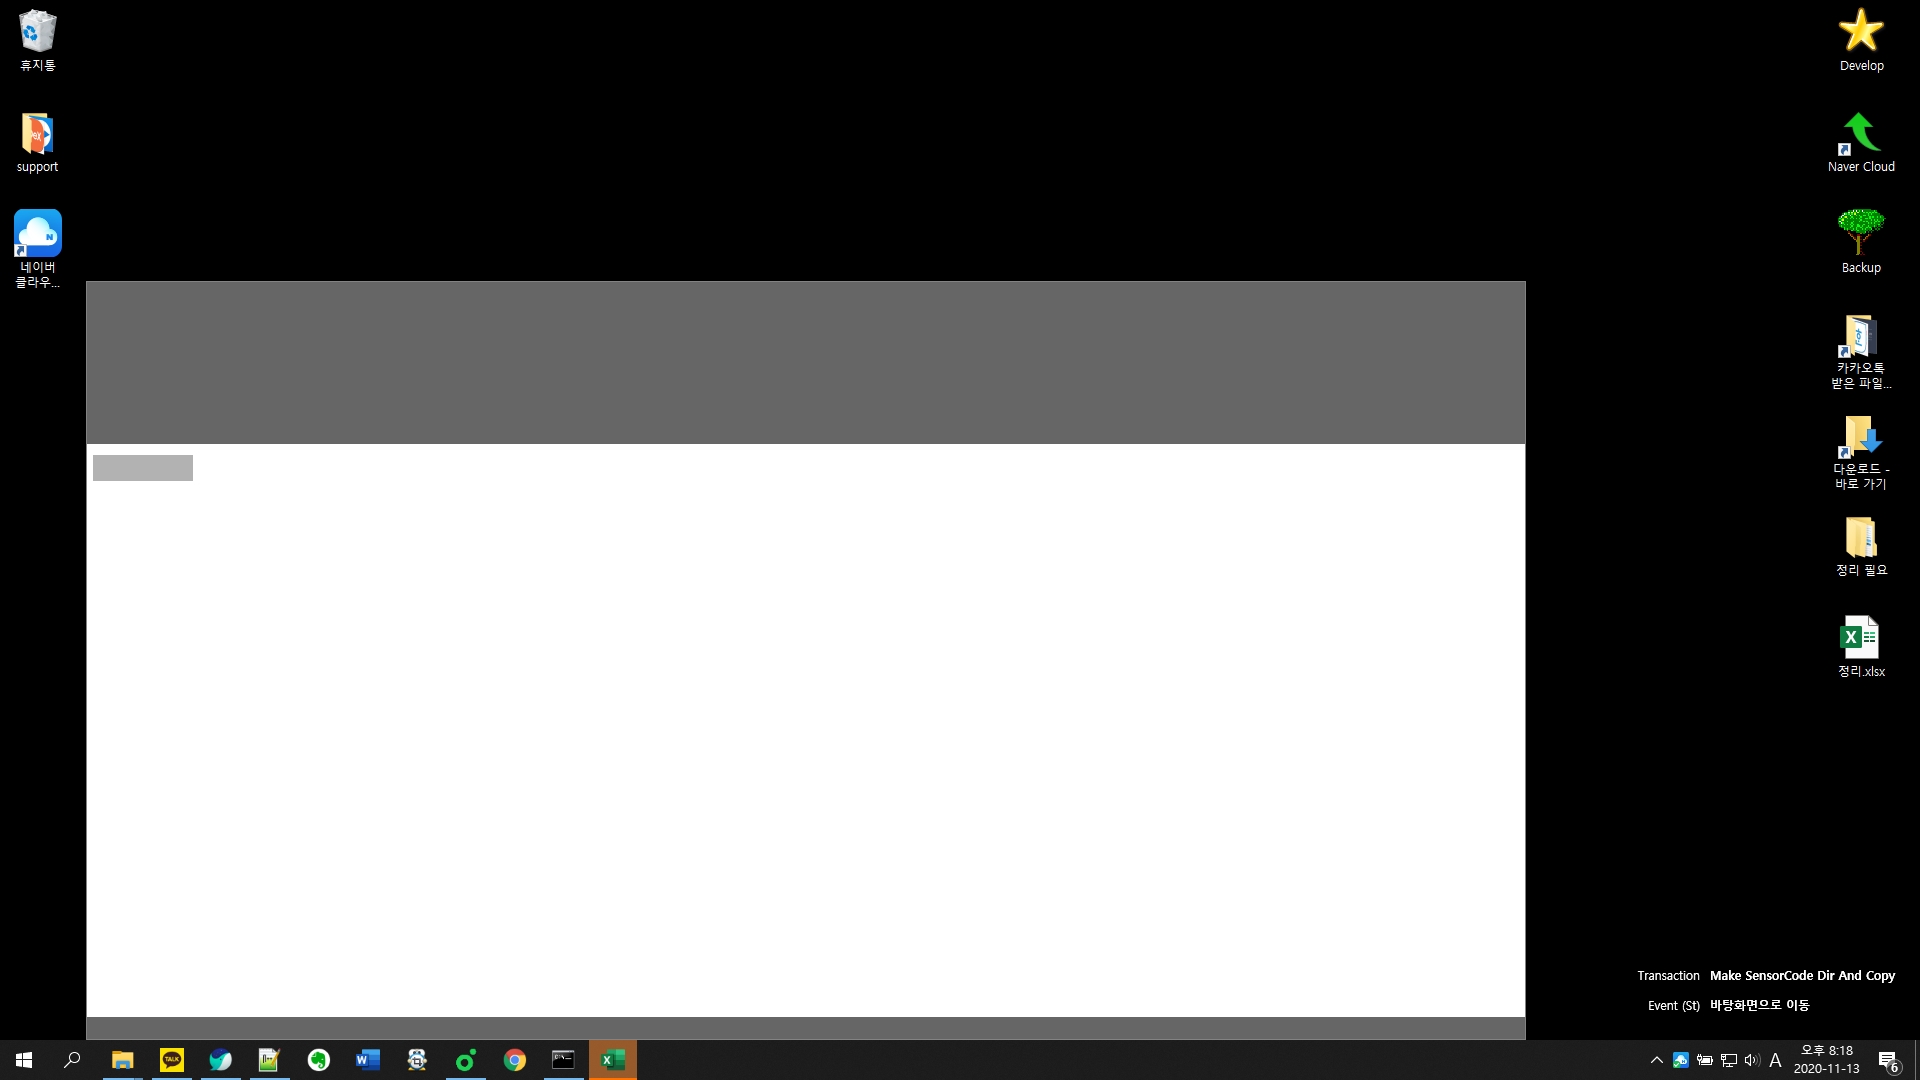 휴지통
support
네이버
클라우...
Develop
Naver Cloud
Backup
카카오톡
받은 파일...
다운로드 -
바로 가기
정리 필요
정리.xlsx
Transaction Make SensorCode Dir And Copy
Event (St) 바탕화면으로 이동
TALK
A
오후 8:18
2020-11-13
6